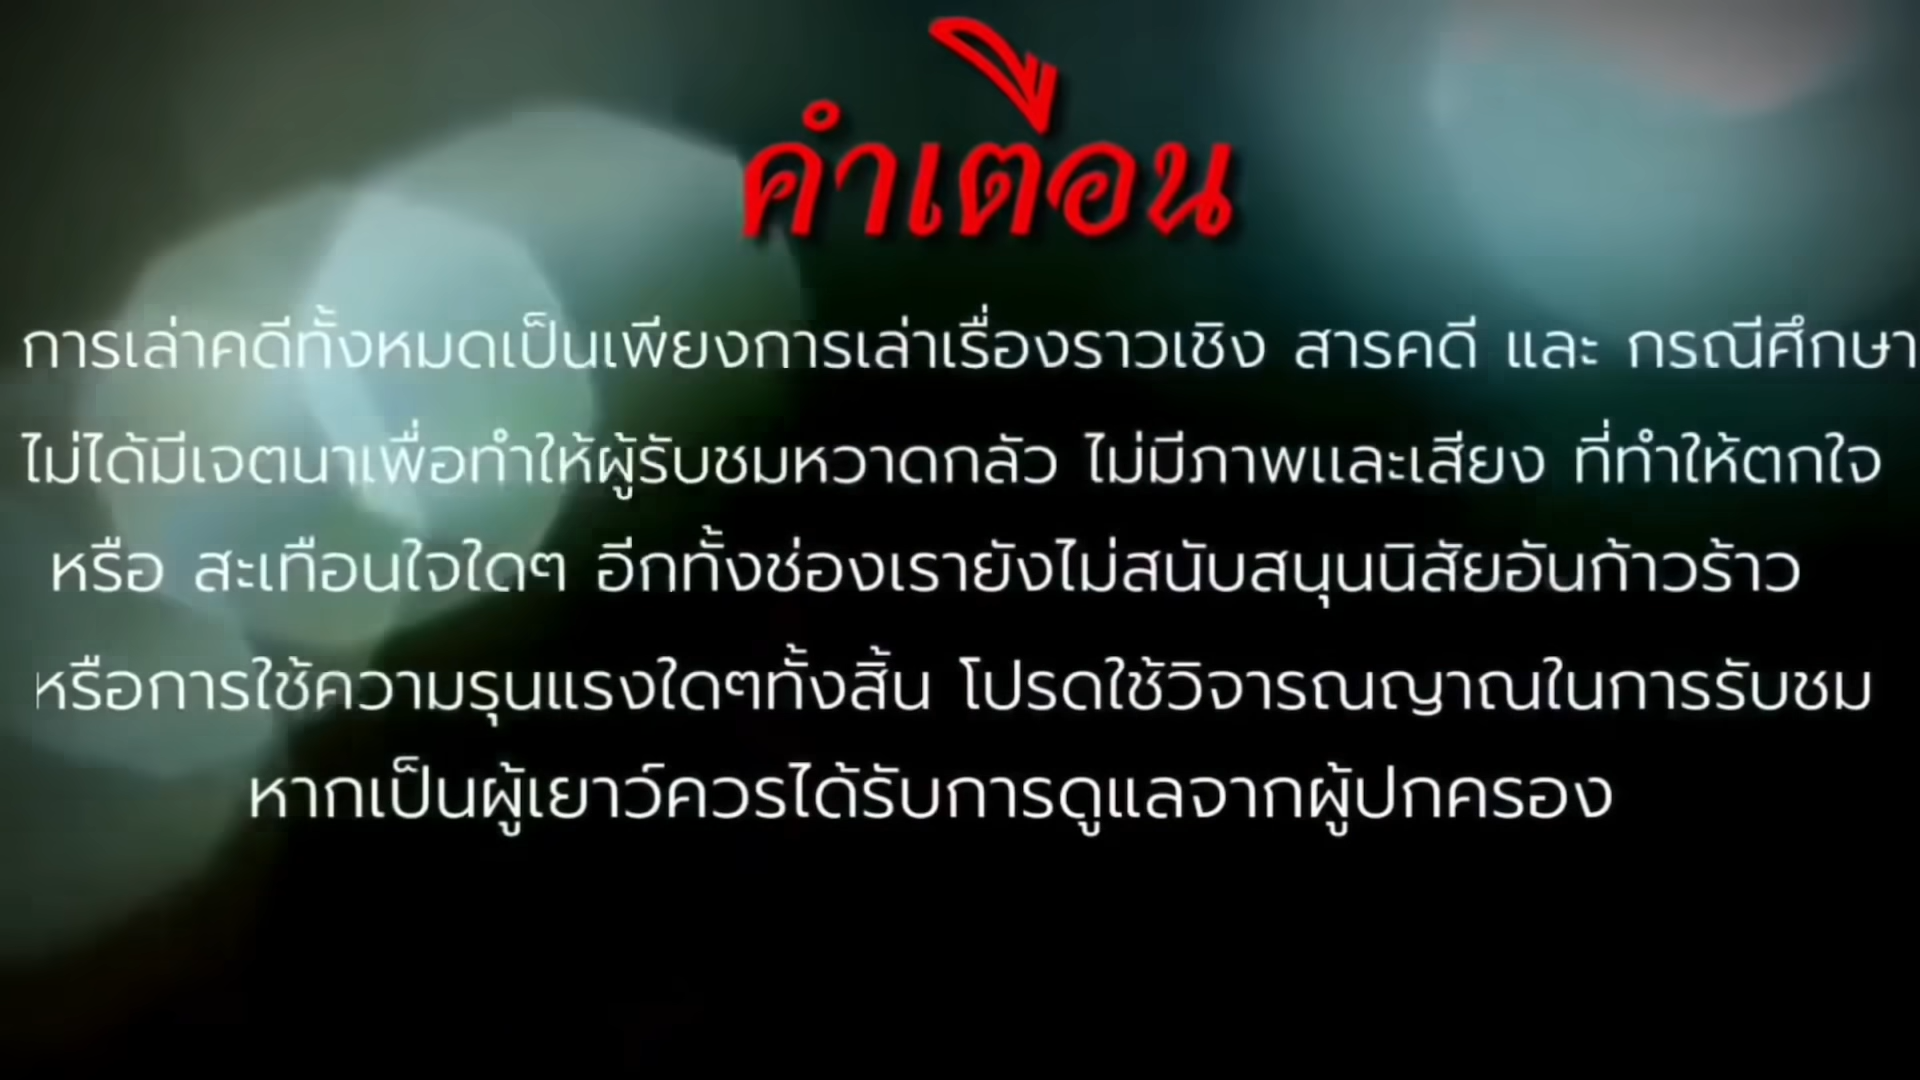 คำเตือน
การเล่าคดีทั้งหมดเป็นเพียงการเล่าเรื่องราวเชิง สารคดี และ กรณีศึกษา
ไม่ได้มีเจตนาเพื่อทำให้ผู้รับชมหวาดกลัว ไม่มีภาพและเสียง ที่ทำให้ตกใจ
หรือ สะเทือนใจใดๆ อีกทั้งช่องเรายังไม่สนับสนุนนิสัยอันก้าวร้าว
หรือการใช้ความรุนแรงใดๆทั้งสิ้น โปรดใช้วิจารณญาณในการรับชม
หากเป็นผู้เยาว์ควรได้รับการดูแลจากผู้ปกครอง